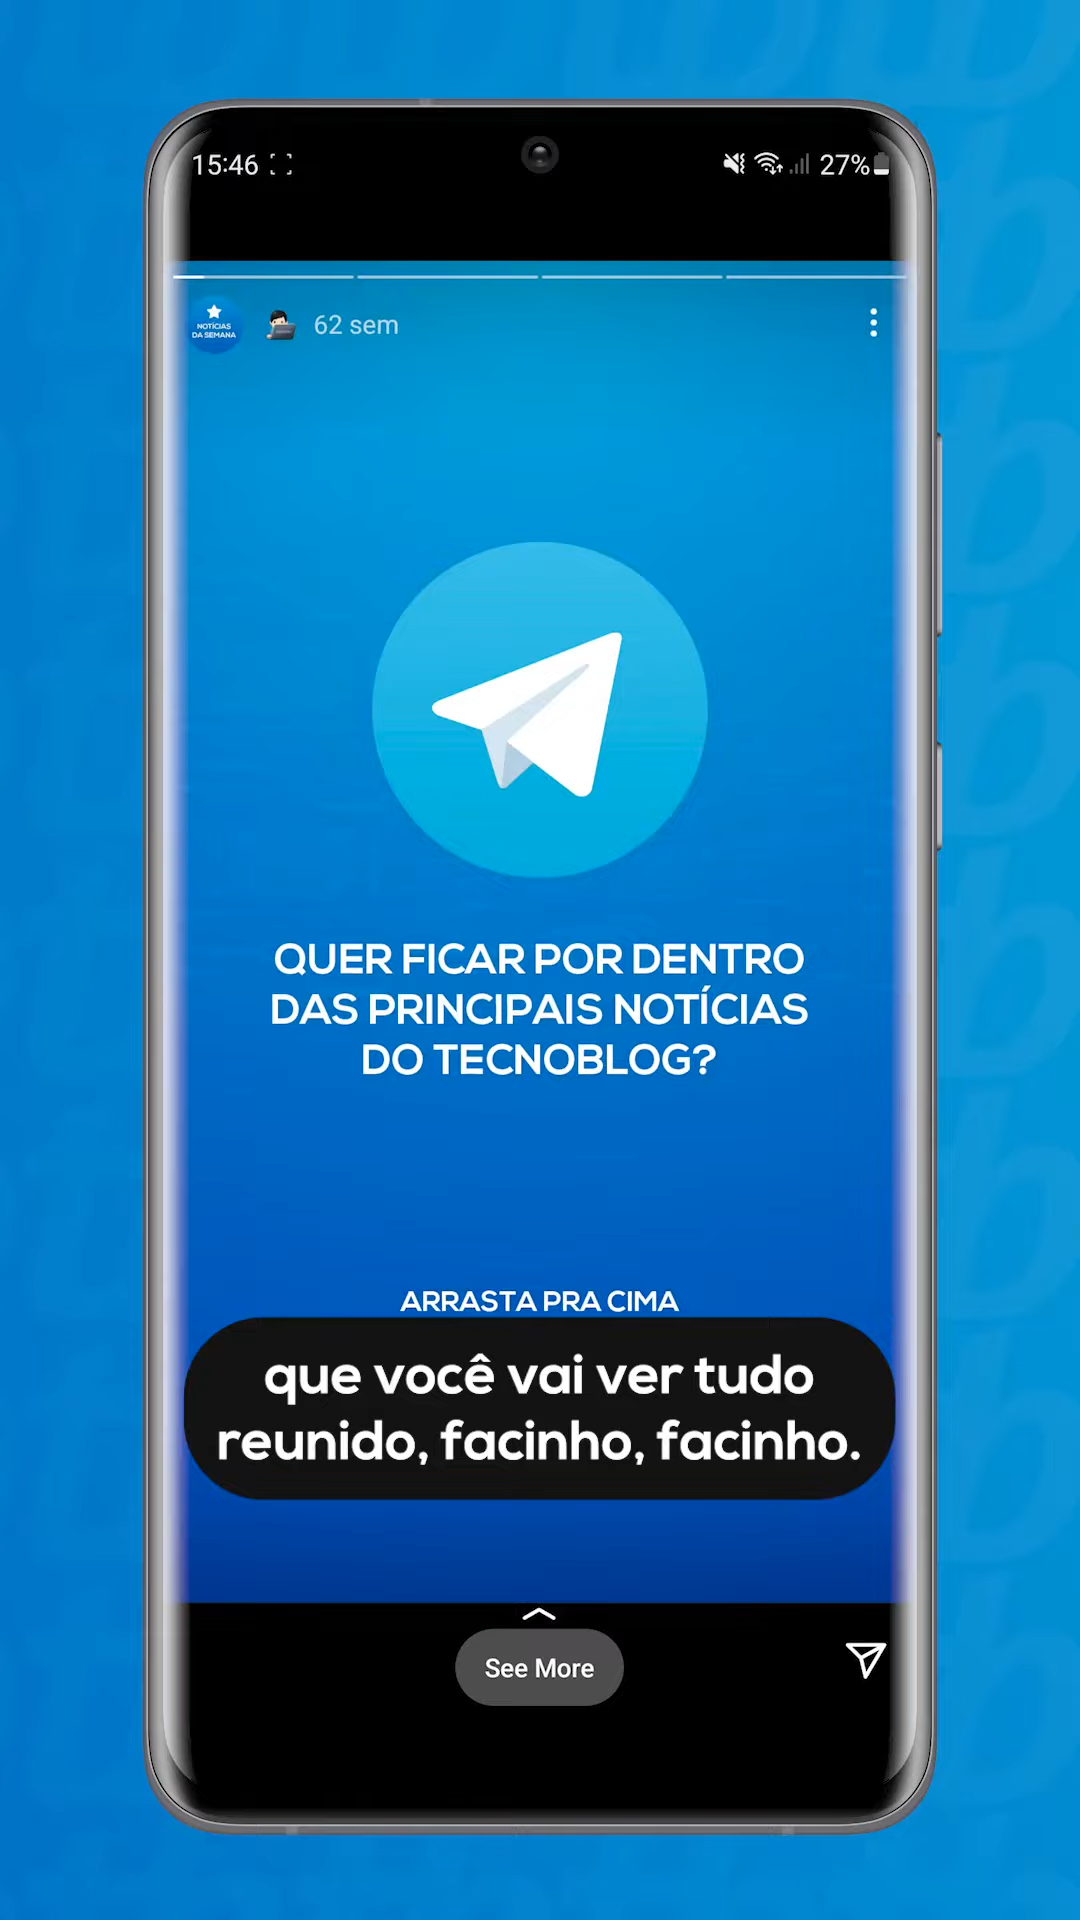 15:46
27%
NOTÍCIAS
DA SEMANA
62 sem
QUER FICAR POR DENTRO
DAS PRINCIPAIS NOTÍCIAS
DO TECNOBLOG?
ARRASTA PRA CIMA
que você vai ver tudo
reunido, facinho, facinho.
See More